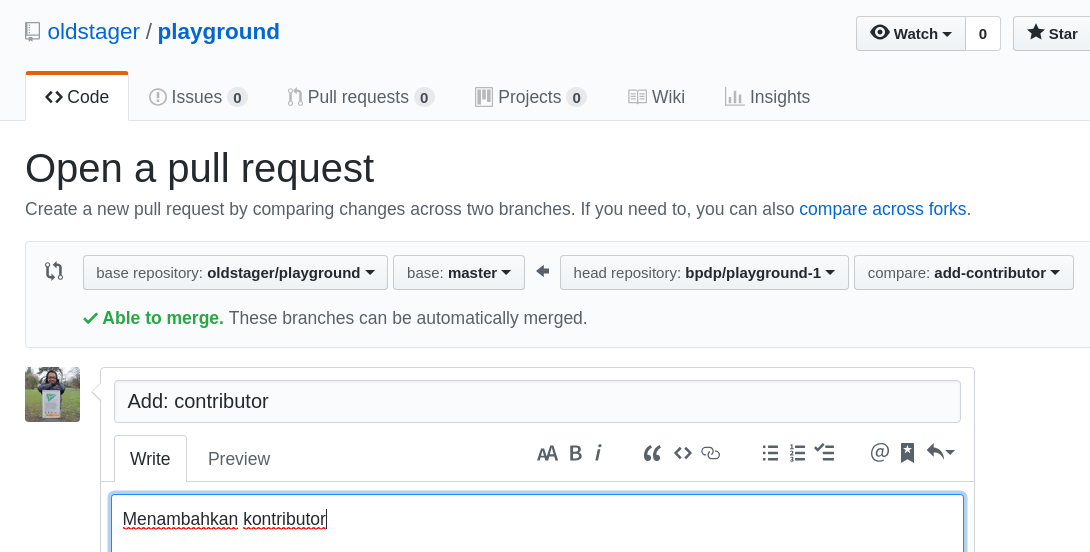 oldstager / playground
Watch 0 Star
Code Issues 0 Pull requests 0 Projects 0 Wiki Insights
Open a pull request
Create a new pull request by comparing changes across two branches. If you need to, you can also compare across forks.
base repository: oldstager/playground base: master head repository: bpdp/playground-1 compare: add-contributor
Able to merge. These branches can be automatically merged.
Add: contributor
Write Preview
Menambahkan kontributor